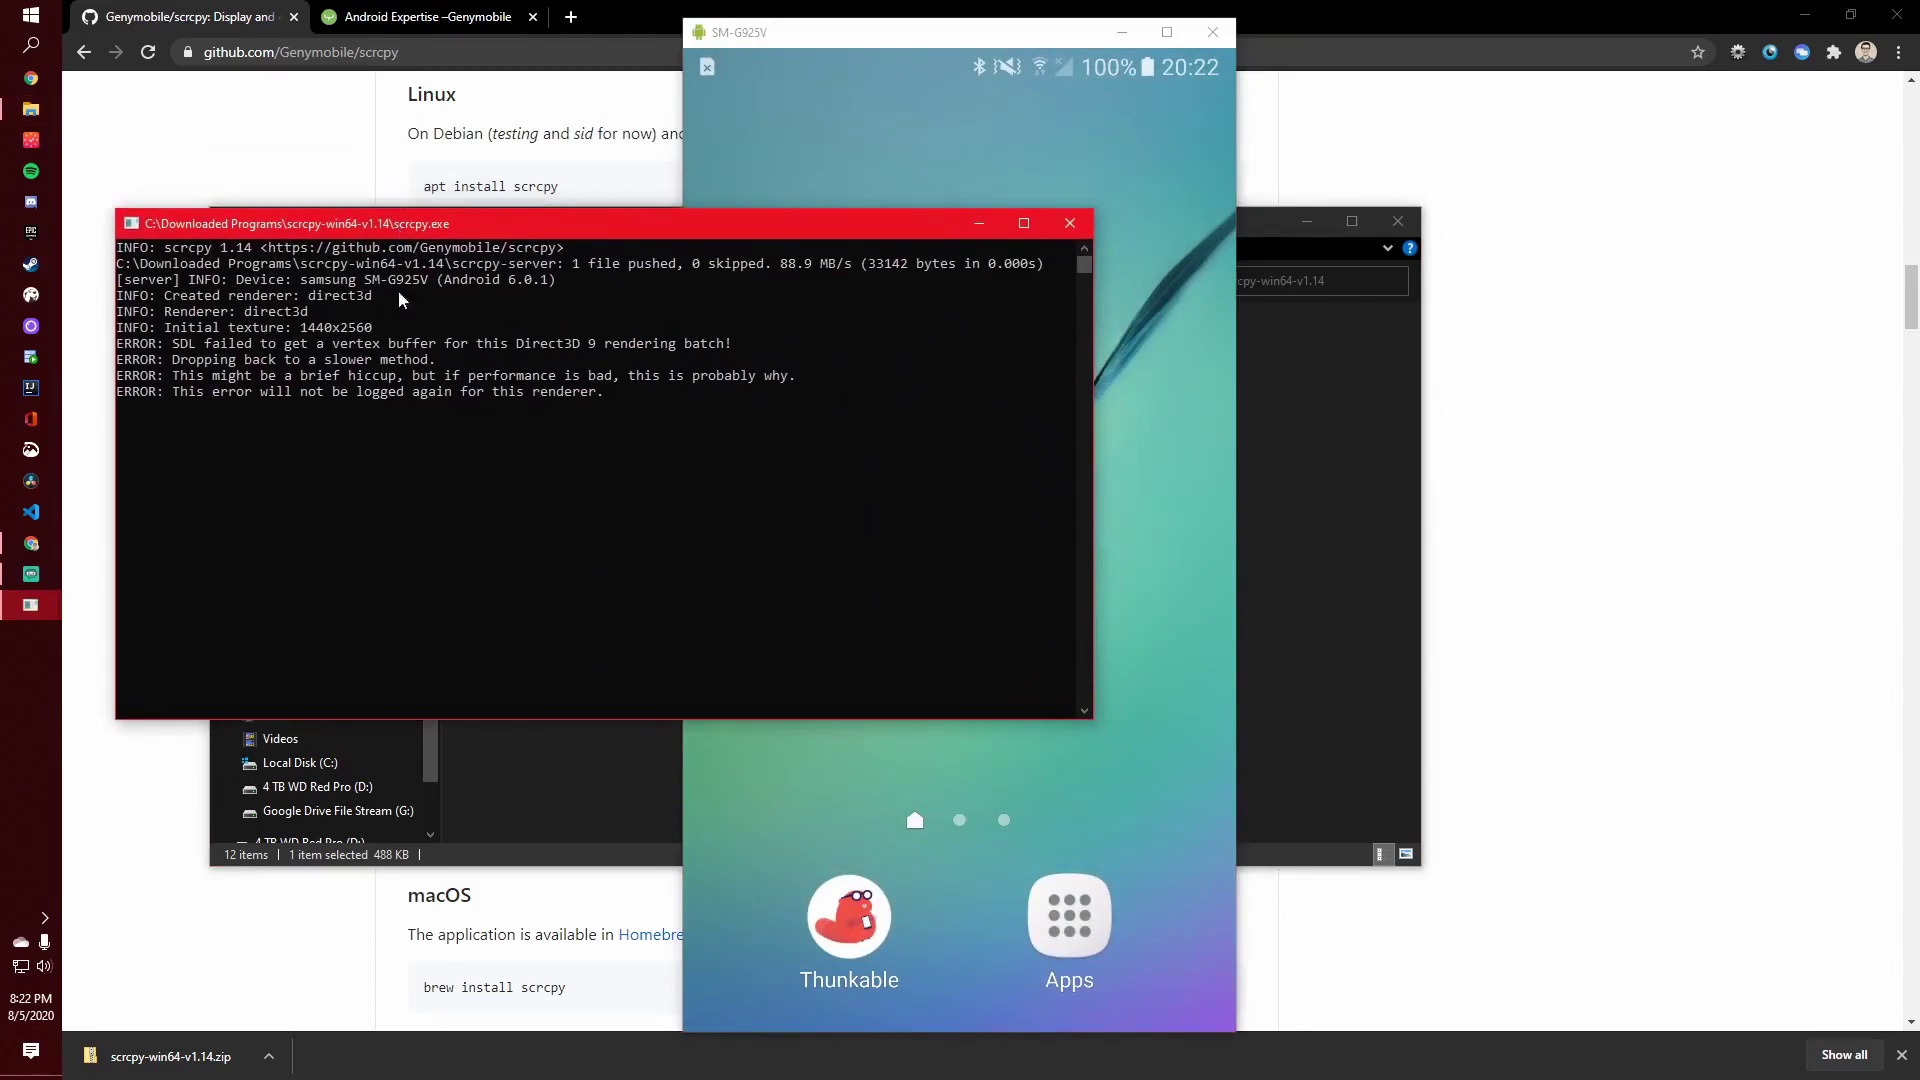 Genymobile/scrcpy: Display and
Android Expertise –Genymobile
github.com/Genymobile/scrcpy
SM-G925V
100%
20:22
Linux
On Debian (testing and sid for now) and
apt install scrcpy
C:\Downloaded Programs\scrcpy-win64-v1.14\scrcpy.exe
INFO: scrcpy 1.14 <https://github.com/Genymobile/scrcpy>
C:\Downloaded Programs\scrcpy-win64-v1.14\scrcpy-server: 1 file pushed, 0 skipped. 88.9 MB/s (33142 bytes in 0.000s)
[server] INFO: Device: samsung SM-G925V (Android 6.0.1)
INFO: Created renderer: direct3d
INFO: Renderer: direct3d
INFO: Initial texture: 1440x2560
ERROR: SDL failed to get a vertex buffer for this Direct3D 9 rendering batch!
ERROR: Dropping back to a slower method.
ERROR: This might be a brief hiccup, but if performance is bad, this is probably why.
ERROR: This error will not be logged again for this renderer.
cpy-win64-v1.14
Videos
Local Disk (C:)
4 TB WD Red Pro (D:)
Google Drive File Stream (G:)
4 TB WD Red Pro (D:)
12 items
1 item selected 488 KB
macOS
The application is available in Homebre
brew install scrcpy
Thunkable
Apps
EPIC
IJ
8:22 PM
8/5/2020
scrcpy-win64-v1.14.zip
Show all